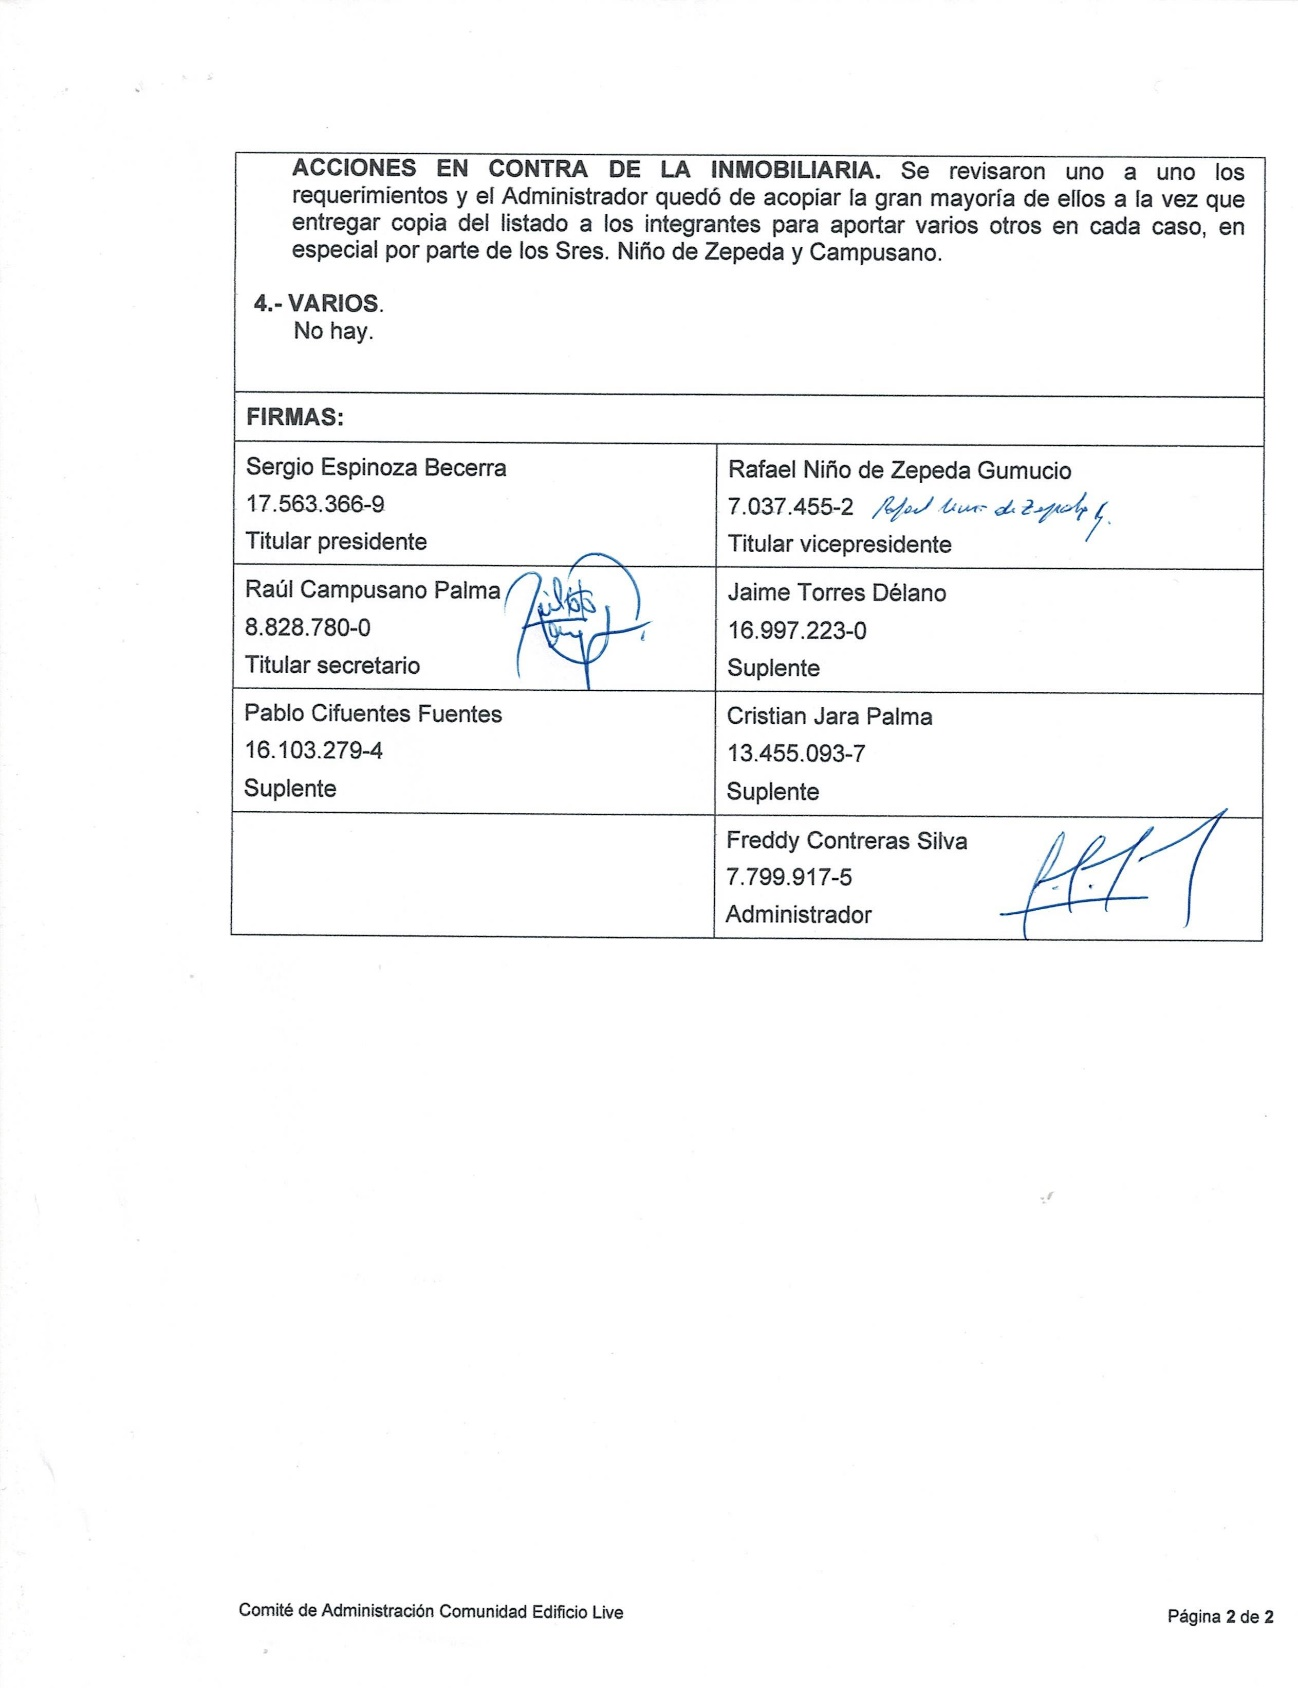 ACCIONES EN CONTRA DE LA INMOBILIARIA. Se revisaron uno a uno los
requerimientos y el Administrador quedó de acopiar la gran mayoría de ellos a la vez que
entregar copia del listado a los integrantes para aportar varios otros en cada caso, en
especial por parte de los Sres. Niño de Zepeda y Campusano.
4.- VARIOS.
No hay.
FIRMAS:
Sergio Espinoza Becerra
17.563.366-9
Titular presidente
Rafael Niño de Zepeda Gumucio
7.037.455-2 Rafael Niño de Zepeda G.
Titular vicepresidente
Raúl Campusano Palma
8.828.780-0
Titular secretario
Jaime Torres Délano
16.997.223-0
Suplente
Pablo Cifuentes Fuentes
16.103.279-4
Suplente
Cristian Jara Palma
13.455.093-7
Suplente
Freddy Contreras Silva
7.799.917-5
Administrador
Comité de Administración Comunidad Edificio Live
Página 2 de 2